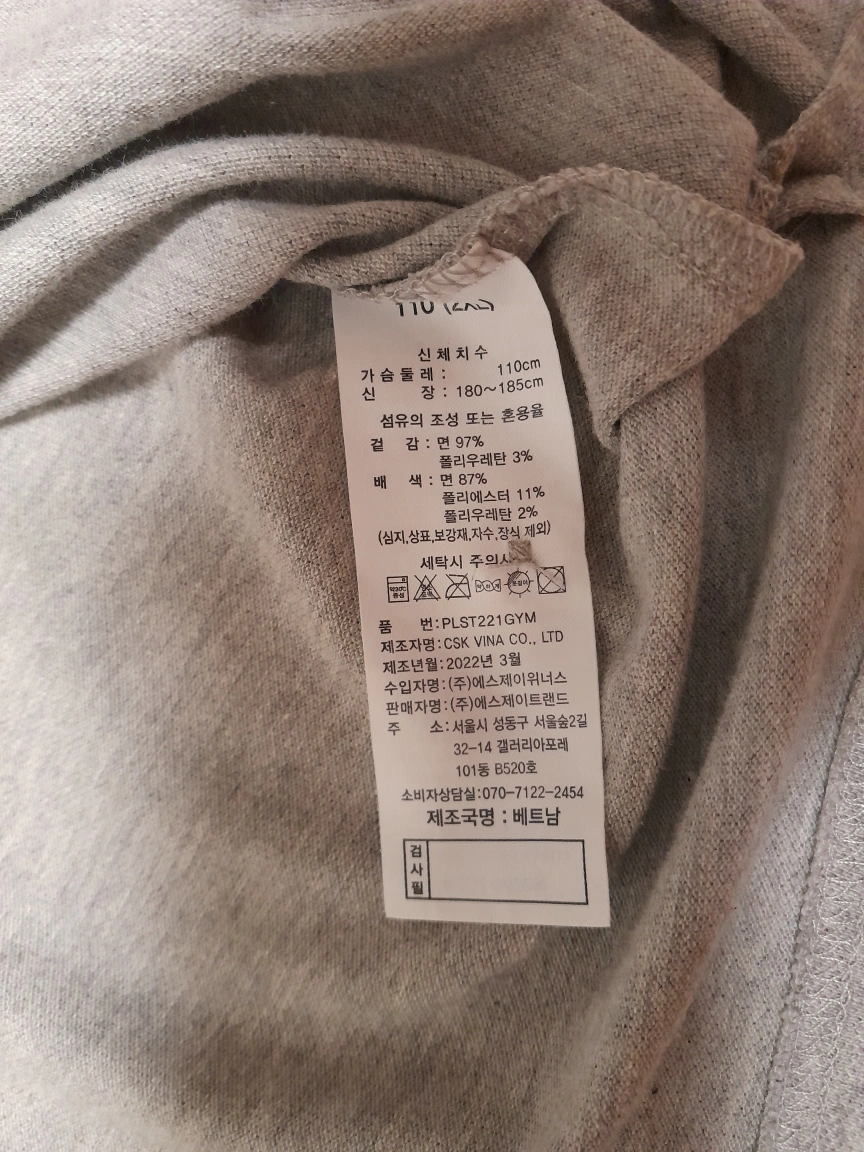 110 (2XL)
신체치수
가슴둘레 : 110cm
신 장 : 180~185cm
섬유의 조성 또는 혼용율
겉 감 : 면 97%
폴리우레탄 3%
배 색 : 면 87%
폴리에스터 11%
폴리우레탄 2%
(심지,상표,보강재,자수,장식 제외)
세탁시 주의사
품 번:PLST221GYM
제조자명:CSK VINA CO., LTD
제조년월:2022년 3월
수입자명:(주)에스제이위너스
판매자명:(주)에스제이트랜드
주 소:서울시 성동구 서울숲2길
32-14 갤러리아포레
101동 B520호
소비자상담실:070-7122-2454
제조국명 : 베트남
검사필